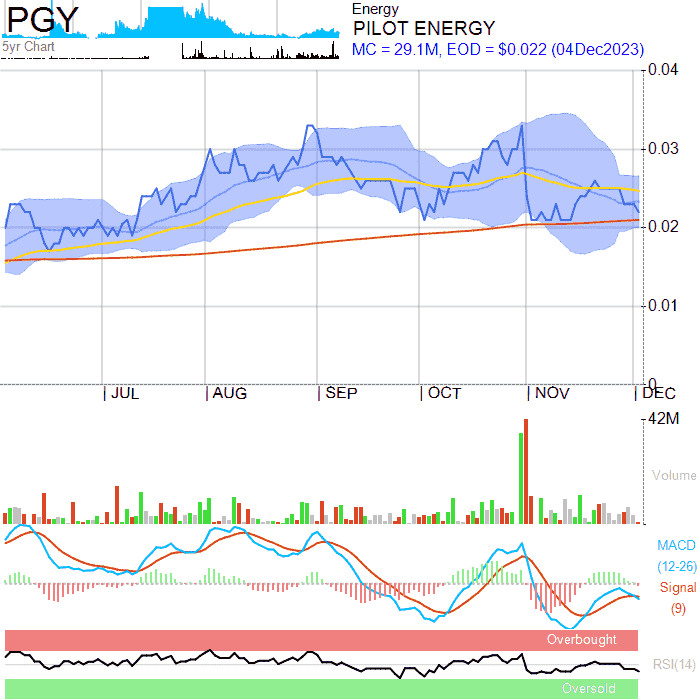 PGY
Energy
PILOT ENERGY
5yr Chart
MC = 29.1M, EOD = $0.022 (04Dec2023)
0.04
0.03
0.02
0.01
0
JUL AUG SEP OCT NOV DEC
42M
Volume
MACD
(12-26)
Signal
(9)
Overbought
RSI(14)
Oversold